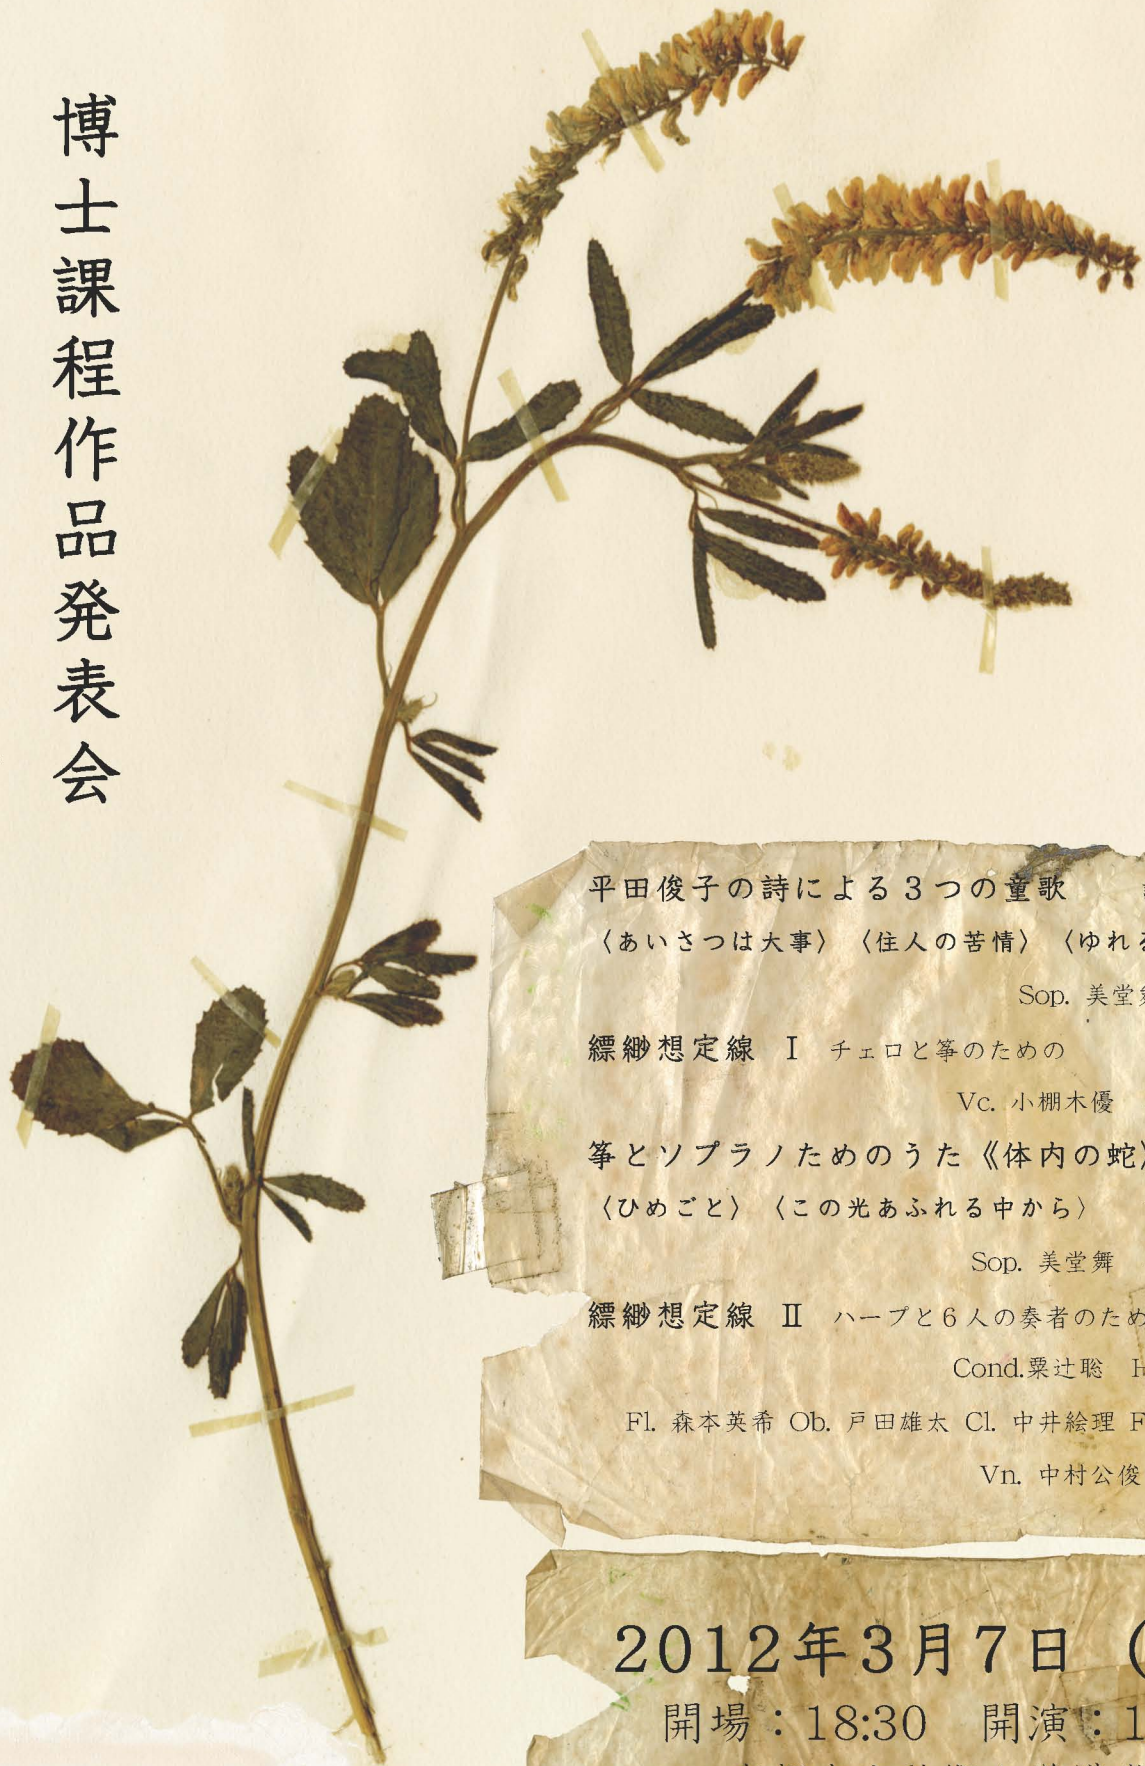 博士課程作品発表会
平田俊子の詩による3つの童歌
〈あいさつは大事〉〈住人の苦情〉〈ゆれる
Sop. 美堂舞
縹緲想定線 Ⅰ チェロと箏のための
Vc. 小棚木優
箏とソプラノためのうた《体内の蛇》
〈ひめごと〉〈この光あふれる中から〉
Sop. 美堂舞
縹緲想定線 Ⅱ ハープと6人の奏者のため
Cond.粟辻聡
Fl. 森本英希 Ob. 戸田雄太 Cl. 中井絵理 F
Vn. 中村公俊
2012年3月7日（
開場：18:30 開演：1